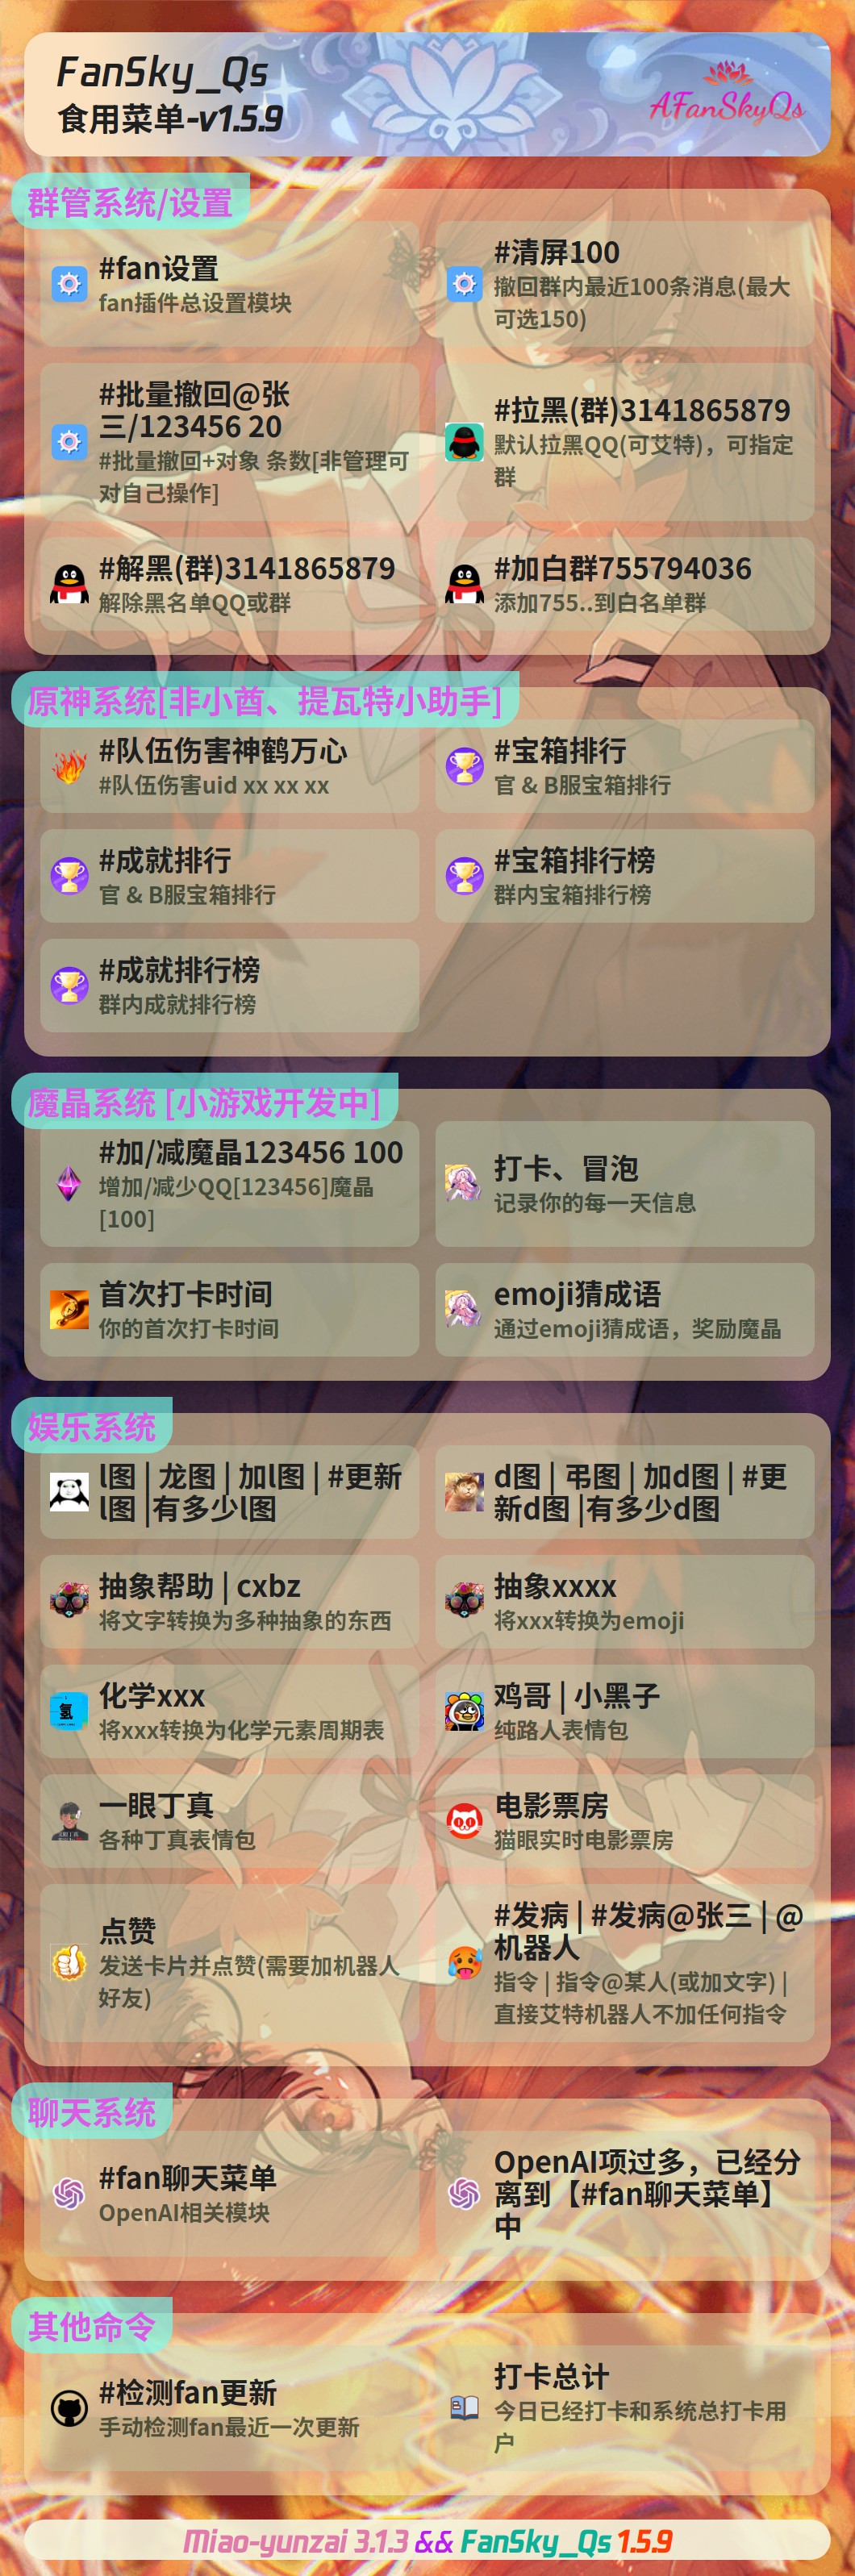 FanSky_Qs
食用菜单-v1.5.9
AFanSkyQs
群管系统/设置
#fan设置
fan插件总设置模块
#清屏100
撤回群内最近100条消息(最大
可选150)
#批量撤回@张
三/123456 20
#批量撤回+对象 条数[非管理可
对自己操作]
#拉黑(群)3141865879
默认拉黑QQ(可艾特)，可指定
群
#解黑(群)3141865879
解除黑名单QQ或群
#加白群755794036
添加755..到白名单群
原神系统[非小酋、提瓦特小助手]
#队伍伤害神鹤万心
#队伍伤害uid xx xx xx
#宝箱排行
官 & B服宝箱排行
#成就排行
官 & B服宝箱排行
#宝箱排行榜
群内宝箱排行榜
#成就排行榜
群内成就排行榜
魔晶系统 [小游戏开发中]
#加/减魔晶123456 100
增加/减少QQ[123456]魔晶
[100]
打卡、冒泡
记录你的每一天信息
首次打卡时间
你的首次打卡时间
emoji猜成语
通过emoji猜成语，奖励魔晶
娱乐系统
l图 | 龙图 | 加l图 | #更新
l图 |有多少l图
d图 | 弔图 | 加d图 | #更
新d图 |有多少d图
抽象帮助 | cxbz
将文字转换为多种抽象的东西
抽象xxxx
将xxx转换为emoji
氢
化学xxx
将xxx转换为化学元素周期表
鸡哥 | 小黑子
纯路人表情包
一眼丁真
各种丁真表情包
电影票房
猫眼实时电影票房
点赞
发送卡片并点赞(需要加机器人
好友)
#发病 | #发病@张三 | @
机器人
指令 | 指令@某人(或加文字) |
直接艾特机器人不加任何指令
聊天系统
#fan聊天菜单
OpenAI相关模块
OpenAI项过多，已经分
离到【#fan聊天菜单】
中
其他命令
#检测fan更新
手动检测fan最近一次更新
打卡总计
今日已经打卡和系统总打卡用
户
Miao-yunzai 3.1.3 && FanSky_Qs 1.5.9